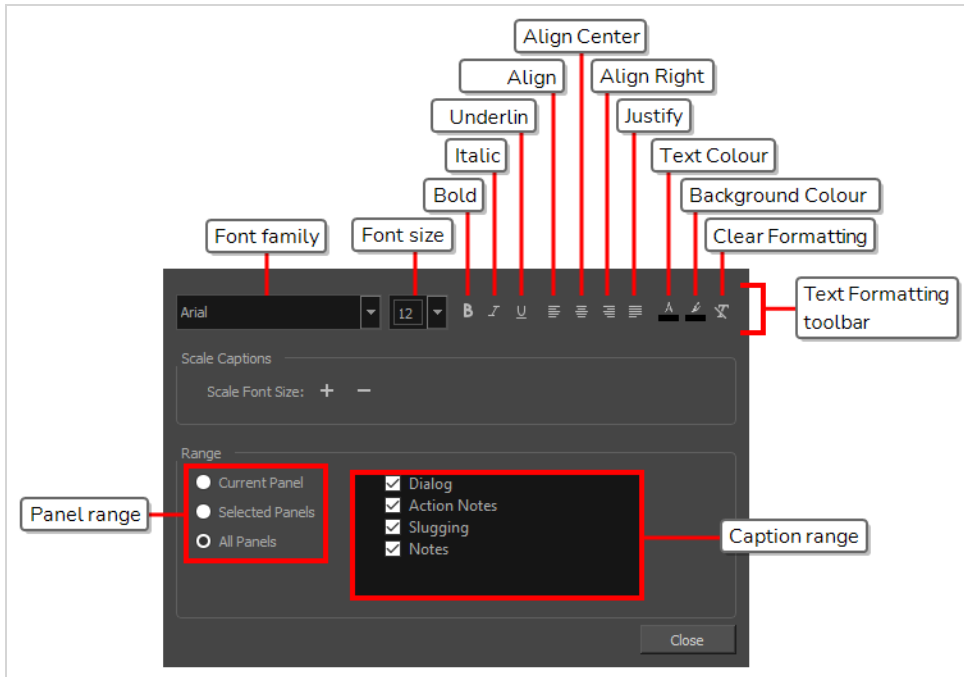 Align Center
Align
Align Right
Underlin
Justify
Italic
Text Colour
Bold
Background Colour
Font family
Font size
Clear Formatting
Text Formatting
toolbar
Arial
12
B I U
A
Scale Captions
Scale Font Size: + −
Range
Current Panel
Dialog
Selected Panels
Action Notes
All Panels
Slugging
Notes
Panel range
Caption range
Close